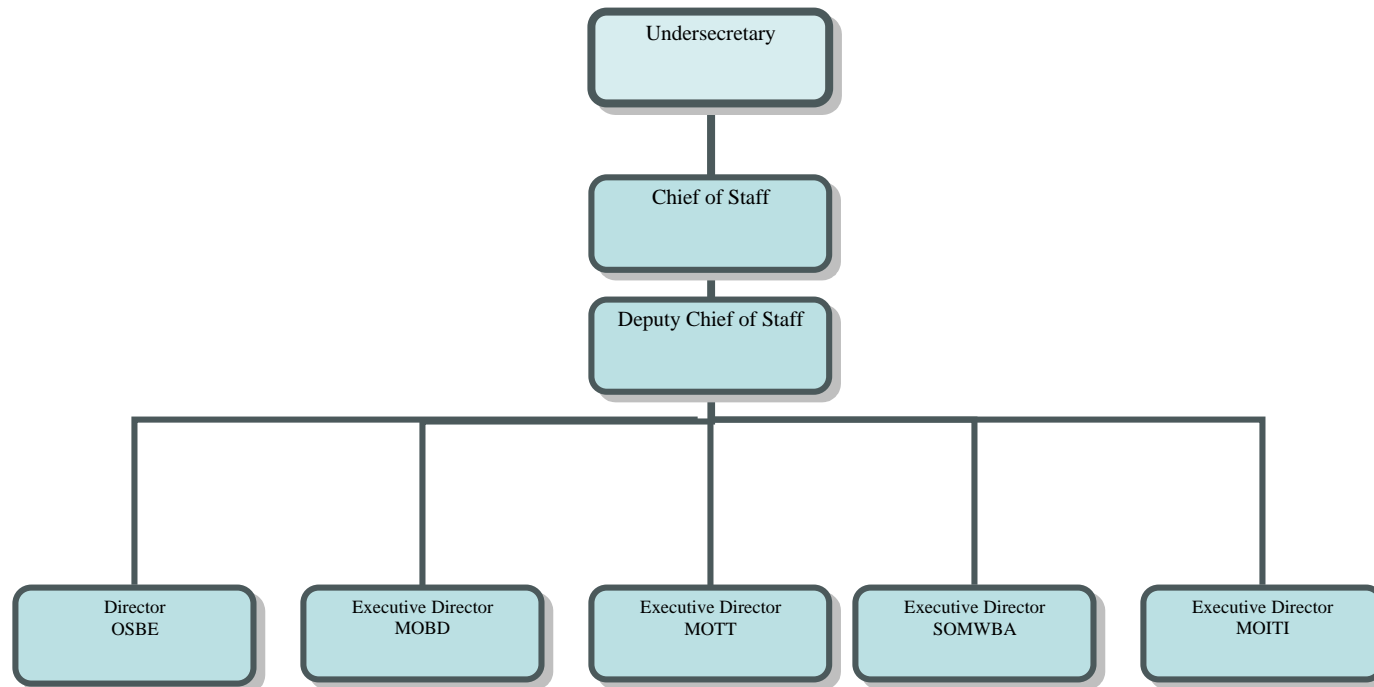 Undersecretary
Chief of Staff
Deputy Chief of Staff
Director
OSBE
Executive Director
MOBD
Executive Director
MOTT
Executive Director
SOMWBA
Executive Director
MOITI